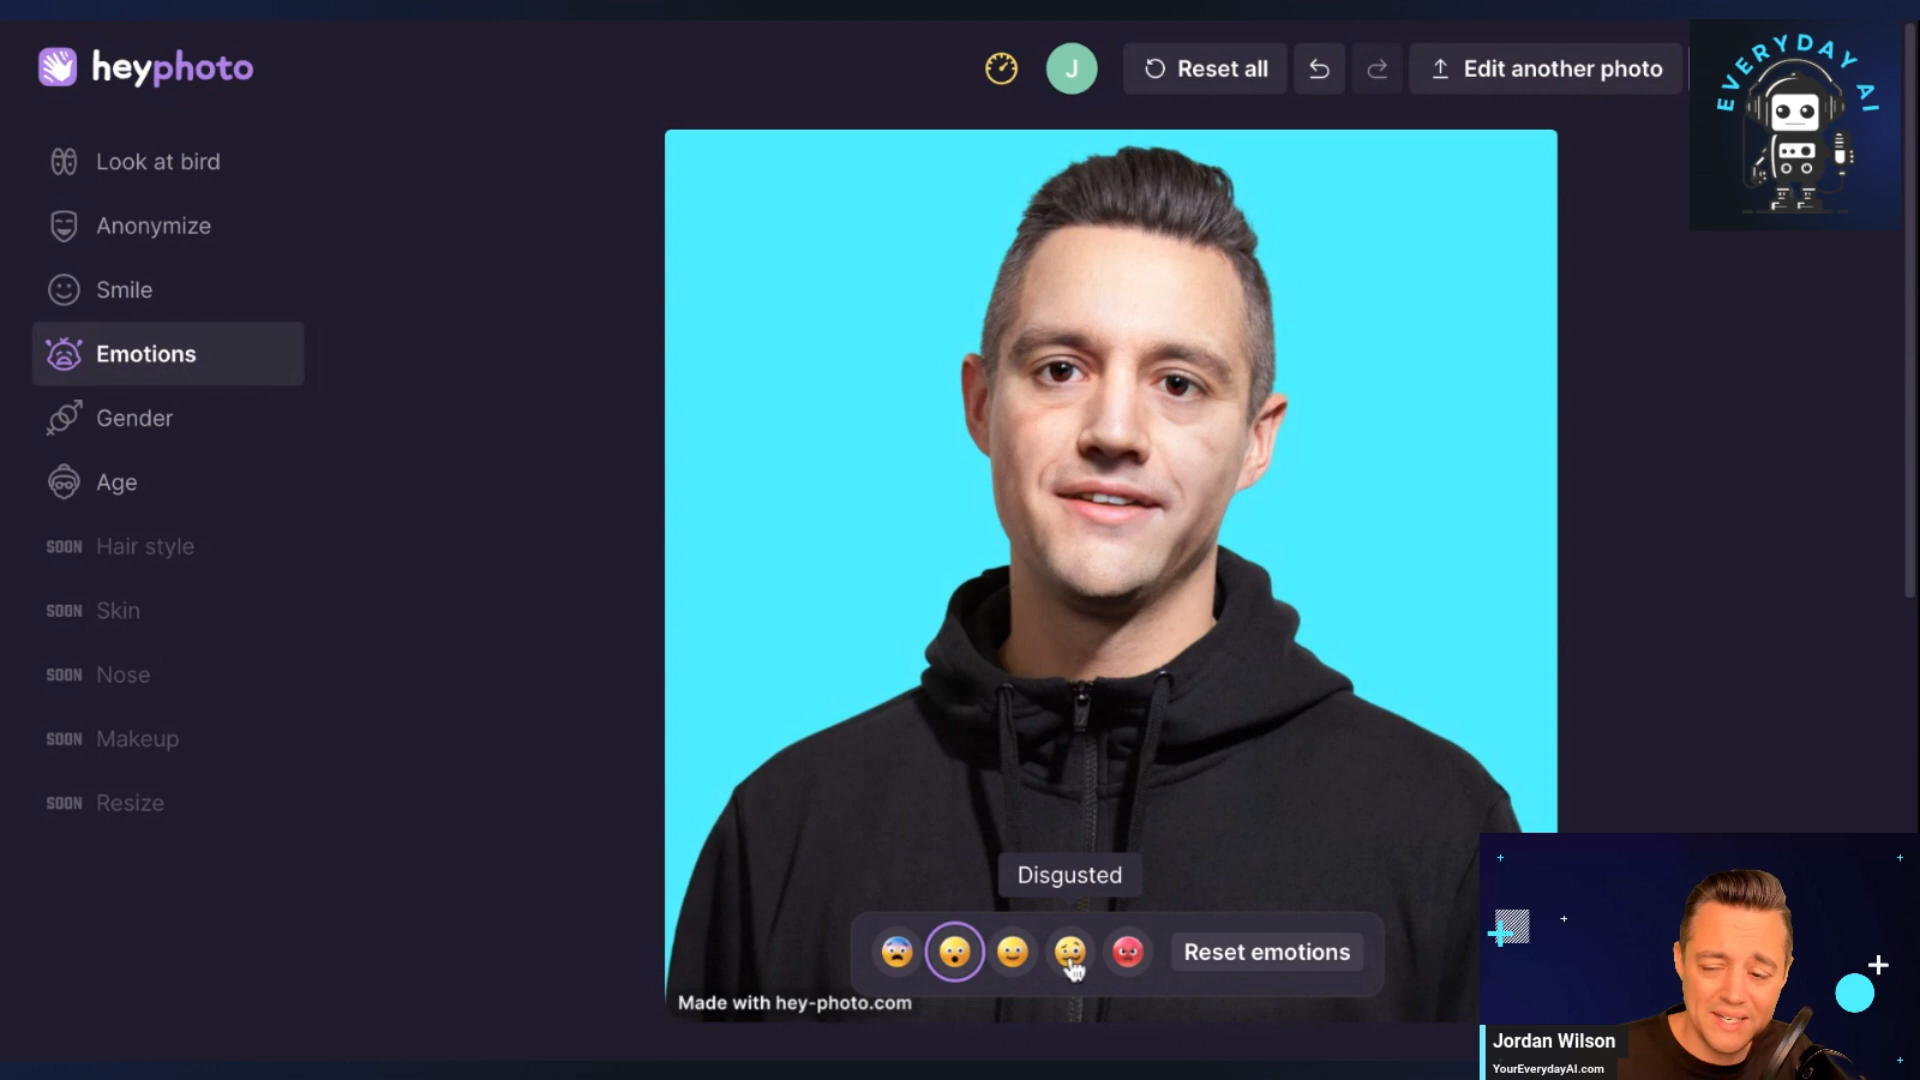 heyphoto
J
Reset all
Edit another photo
EVERYDAY AI
Look at bird
Anonymize
Smile
Emotions
Gender
Age
SOON Hair style
SOON Skin
SOON Nose
SOON Makeup
SOON Resize
Disgusted
Reset emotions
Made with hey-photo.com
Jordan Wilson
YourEverydayAI.com